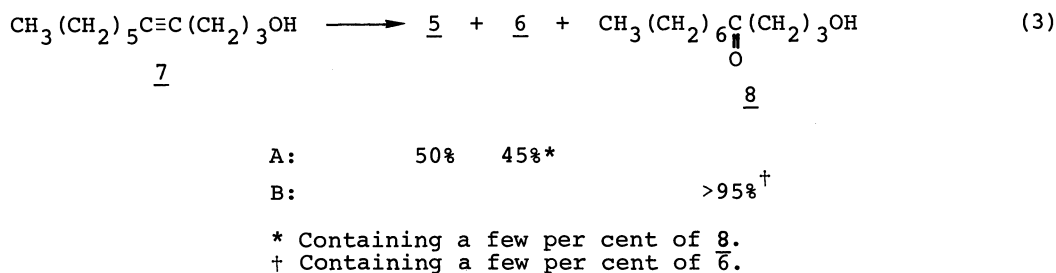 CH3(CH2)5C≡C(CH2)3OH ⟶ 5 + 6 + CH3(CH2)6C(CH2)3OH (3)
O
7 8
A: 50% 45%*
B: >95%†
* Containing a few per cent of 8.
† Containing a few per cent of 6.